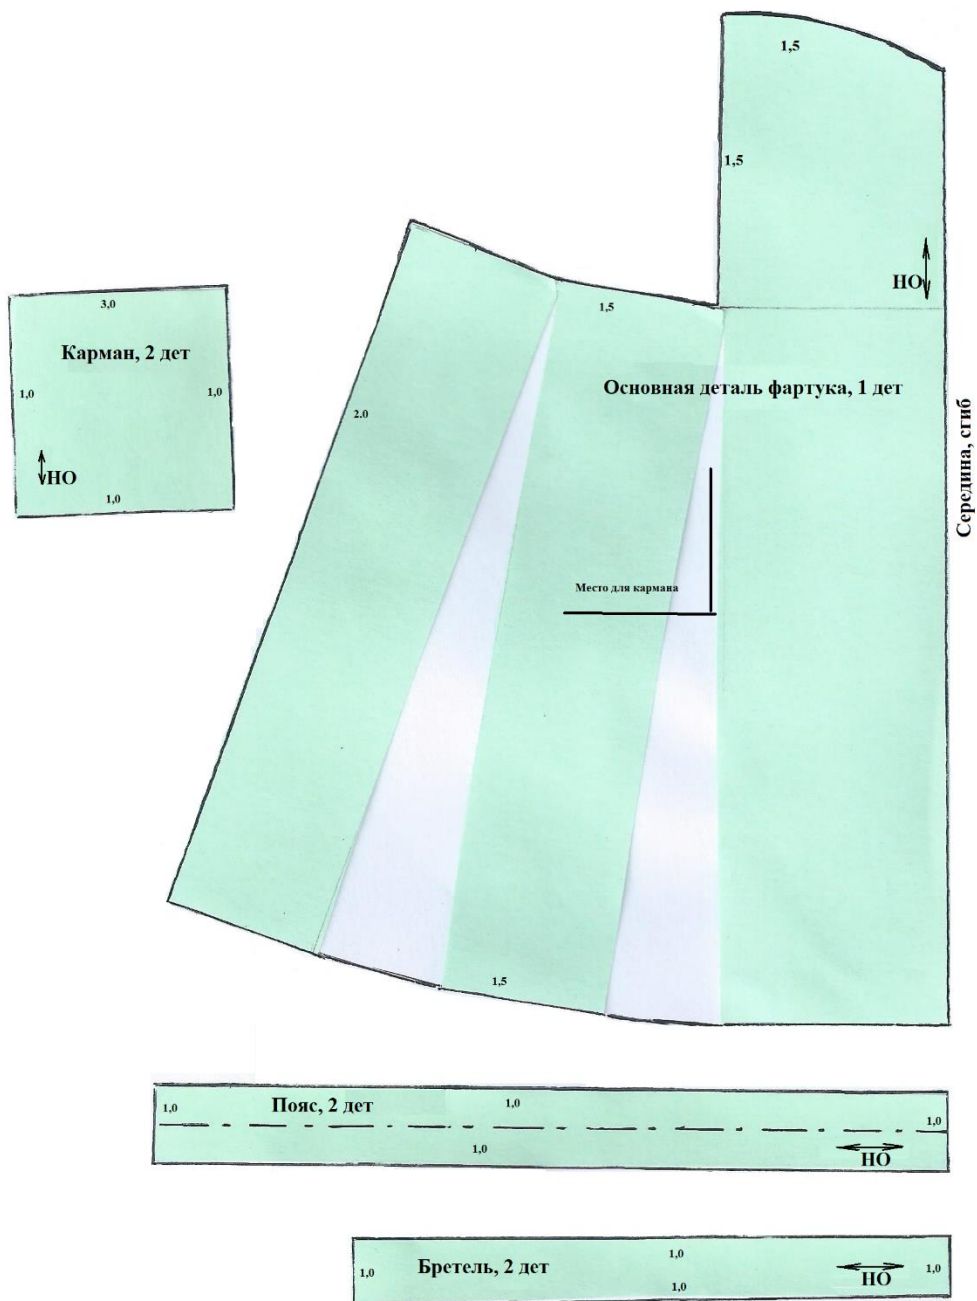 1,5
1,5
НО
3,0
Карман, 2 дет
1,0
1,0
НО
1,0
1,5
Основная деталь фартука, 1 дет
2.0
Середина, сгиб
Место для кармана
1,5
Пояс, 2 дет
1,0
1,0
1,0
1,0
НО
Бретель, 2 дет
1,0
1,0
1,0
1,0
НО